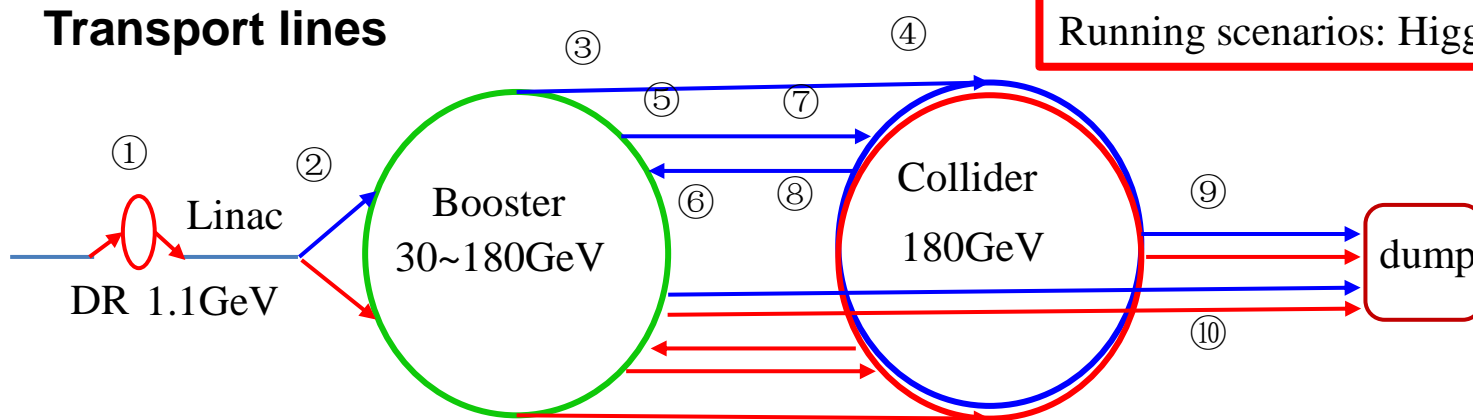 Transport lines
Running scenarios: Higg
③
④
⑤
⑦
①
②
Linac
DR 1.1GeV
Booster
30~180GeV
⑥
⑧
Collider
180GeV
⑨
dump
⑩